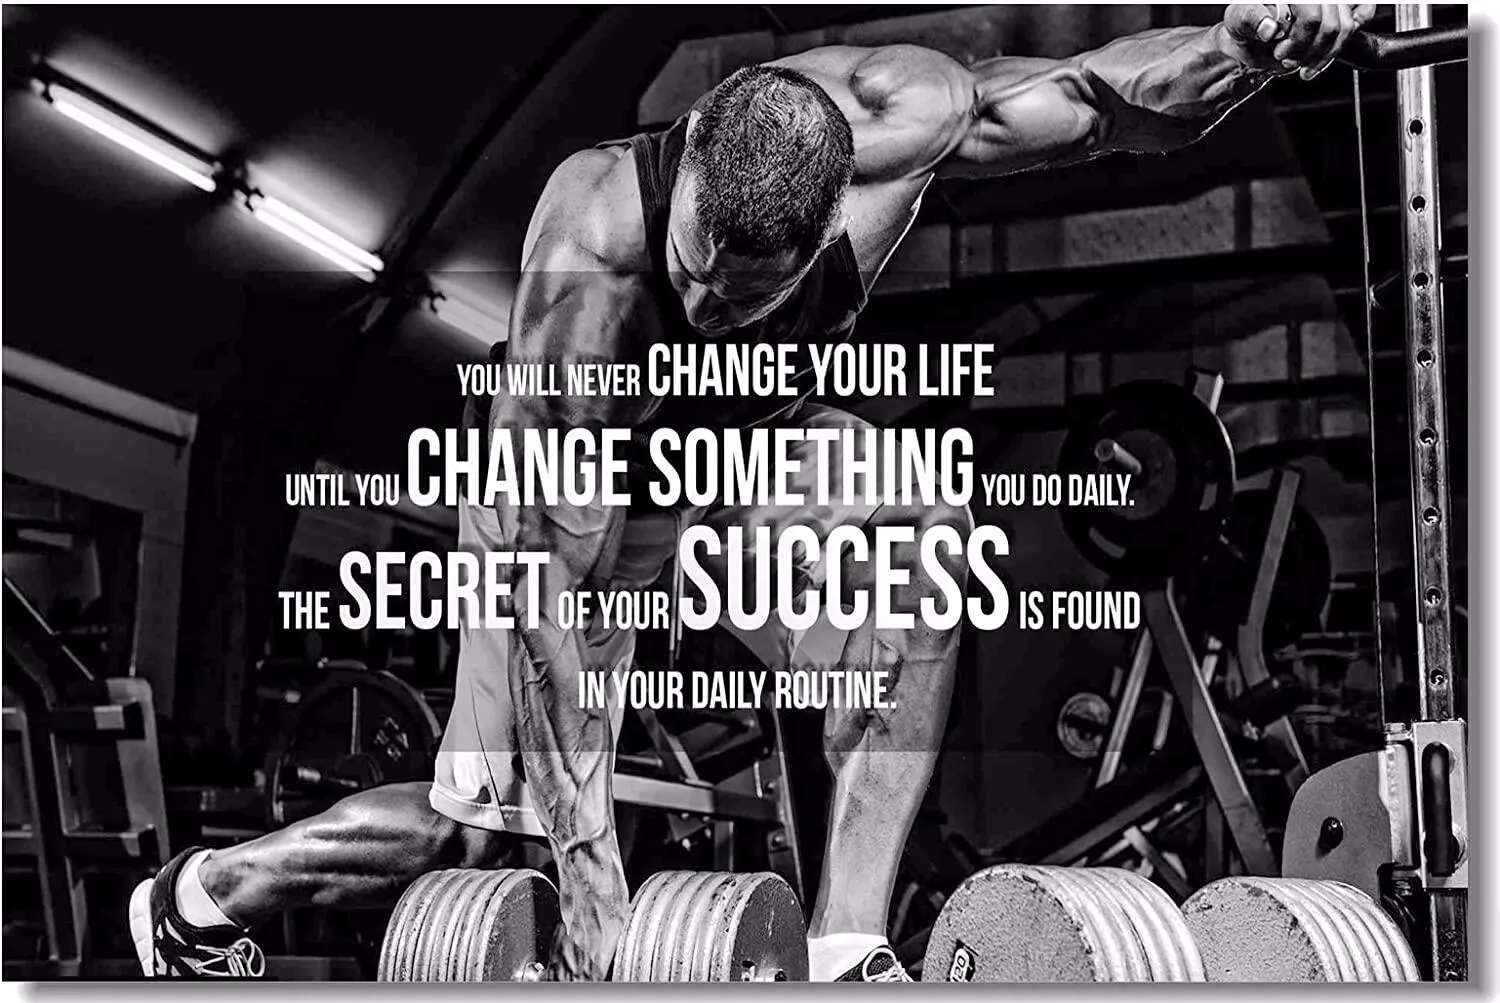 YOU WILL NEVER CHANGE YOUR LIFE
UNTIL YOU CHANGE SOMETHING YOU DO DAILY.
THE SECRET OF YOUR SUCCESS IS FOUND
IN YOUR DAILY ROUTINE.
120